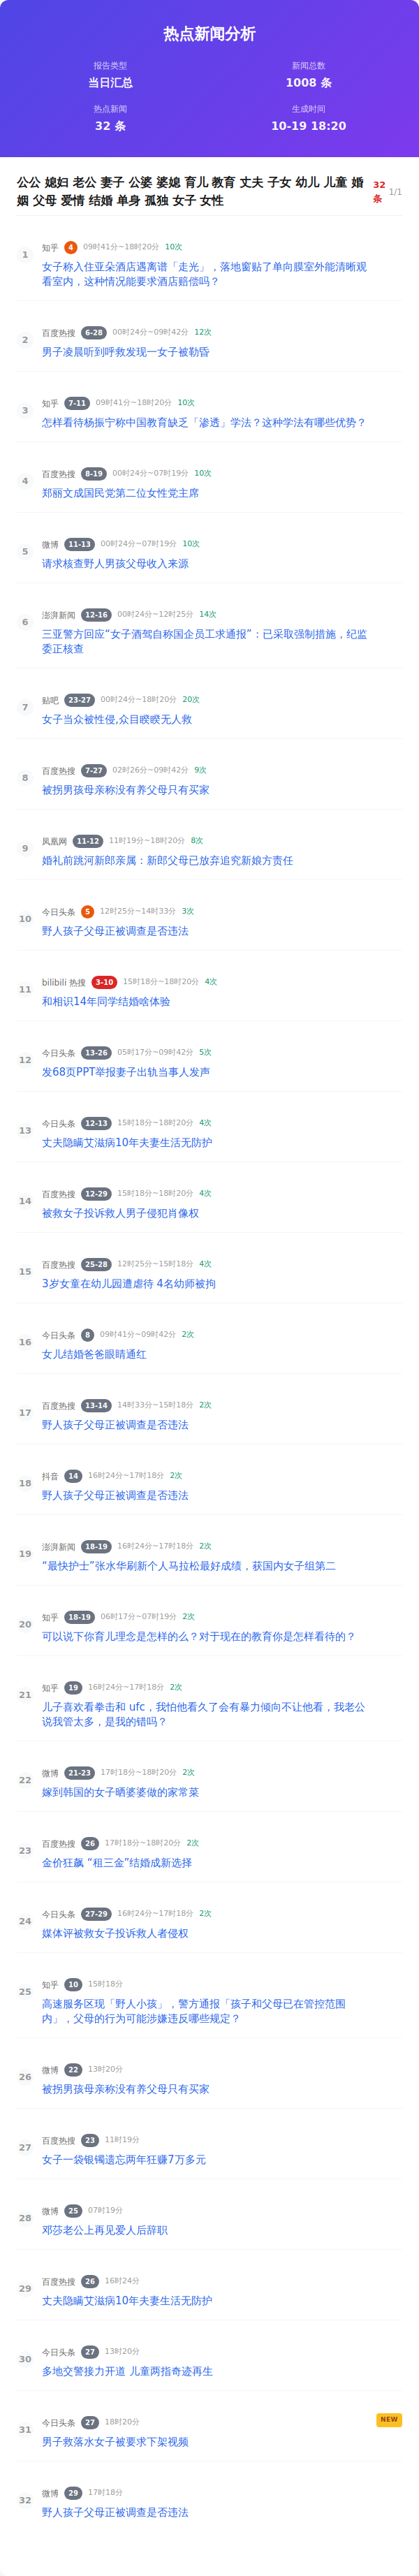 热点新闻分析
报告类型
当日汇总
新闻总数
1008 条
热点新闻
32 条
生成时间
10-19 18:20
公公 媳妇 老公 妻子 公婆 婆媳 育儿 教育 丈夫 子女 幼儿 儿童 婚
姻 父母 爱情 结婚 单身 孤独 女子 女性
32
条
1/1
1
知乎 4 09时41分~18时20分 10次
女子称入住亚朵酒店遇离谱「走光」，落地窗贴了单向膜室外能清晰观
看室内，这种情况能要求酒店赔偿吗？
2
百度热搜 6-28 00时24分~09时42分 12次
男子凌晨听到呼救发现一女子被勒昏
3
知乎 7-11 09时41分~18时20分 10次
怎样看待杨振宁称中国教育缺乏「渗透」学法？这种学法有哪些优势？
4
百度热搜 8-19 00时24分~07时19分 10次
郑丽文成国民党第二位女性党主席
5
微博 11-13 00时24分~07时19分 10次
请求核查野人男孩父母收入来源
6
澎湃新闻 12-16 00时24分~12时25分 14次
三亚警方回应“女子酒驾自称国企员工求通报”：已采取强制措施，纪监
委正核查
7
贴吧 23-27 00时24分~18时20分 20次
女子当众被性侵,众目睽睽无人救
8
百度热搜 7-27 02时26分~09时42分 9次
被拐男孩母亲称没有养父母只有买家
9
凤凰网 11-12 11时19分~18时20分 8次
婚礼前跳河新郎亲属：新郎父母已放弃追究新娘方责任
10
今日头条 5 12时25分~14时33分 3次
野人孩子父母正被调查是否违法
11
bilibili 热搜 3-10 15时18分~18时20分 4次
和相识14年同学结婚啥体验
12
今日头条 13-26 05时17分~09时42分 5次
发68页PPT举报妻子出轨当事人发声
13
今日头条 12-13 15时18分~18时20分 4次
丈夫隐瞒艾滋病10年夫妻生活无防护
14
百度热搜 12-29 15时18分~18时20分 4次
被救女子投诉救人男子侵犯肖像权
15
百度热搜 25-28 12时25分~15时18分 4次
3岁女童在幼儿园遭虐待 4名幼师被拘
16
今日头条 8 09时41分~09时42分 2次
女儿结婚爸爸眼睛通红
17
百度热搜 13-14 14时33分~15时18分 2次
野人孩子父母正被调查是否违法
18
抖音 14 16时24分~17时18分 2次
野人孩子父母正被调查是否违法
19
澎湃新闻 18-19 16时24分~17时18分 2次
“最快护士”张水华刷新个人马拉松最好成绩，获国内女子组第二
20
知乎 18-19 06时17分~07时19分 2次
可以说下你育儿理念是怎样的么？对于现在的教育你是怎样看待的？
21
知乎 19 16时24分~17时18分 2次
儿子喜欢看拳击和 ufc，我怕他看久了会有暴力倾向不让他看，我老公
说我管太多，是我的错吗？
22
微博 21-23 17时18分~18时20分 2次
嫁到韩国的女子晒婆婆做的家常菜
23
百度热搜 26 17时18分~18时20分 2次
金价狂飙 “租三金”结婚成新选择
24
今日头条 27-29 16时24分~17时18分 2次
媒体评被救女子投诉救人者侵权
25
知乎 10 15时18分
高速服务区现「野人小孩」，警方通报「孩子和父母已在管控范围
内」，父母的行为可能涉嫌违反哪些规定？
26
微博 22 13时20分
被拐男孩母亲称没有养父母只有买家
27
百度热搜 23 11时19分
女子一袋银镯遗忘两年狂赚7万多元
28
微博 25 07时19分
邓莎老公上再见爱人后辞职
29
百度热搜 26 16时24分
丈夫隐瞒艾滋病10年夫妻生活无防护
30
今日头条 27 13时20分
多地交警接力开道 儿童两指奇迹再生
31
今日头条 27 18时20分
NEW
男子救落水女子被要求下架视频
32
微博 29 17时18分
野人孩子父母正被调查是否违法